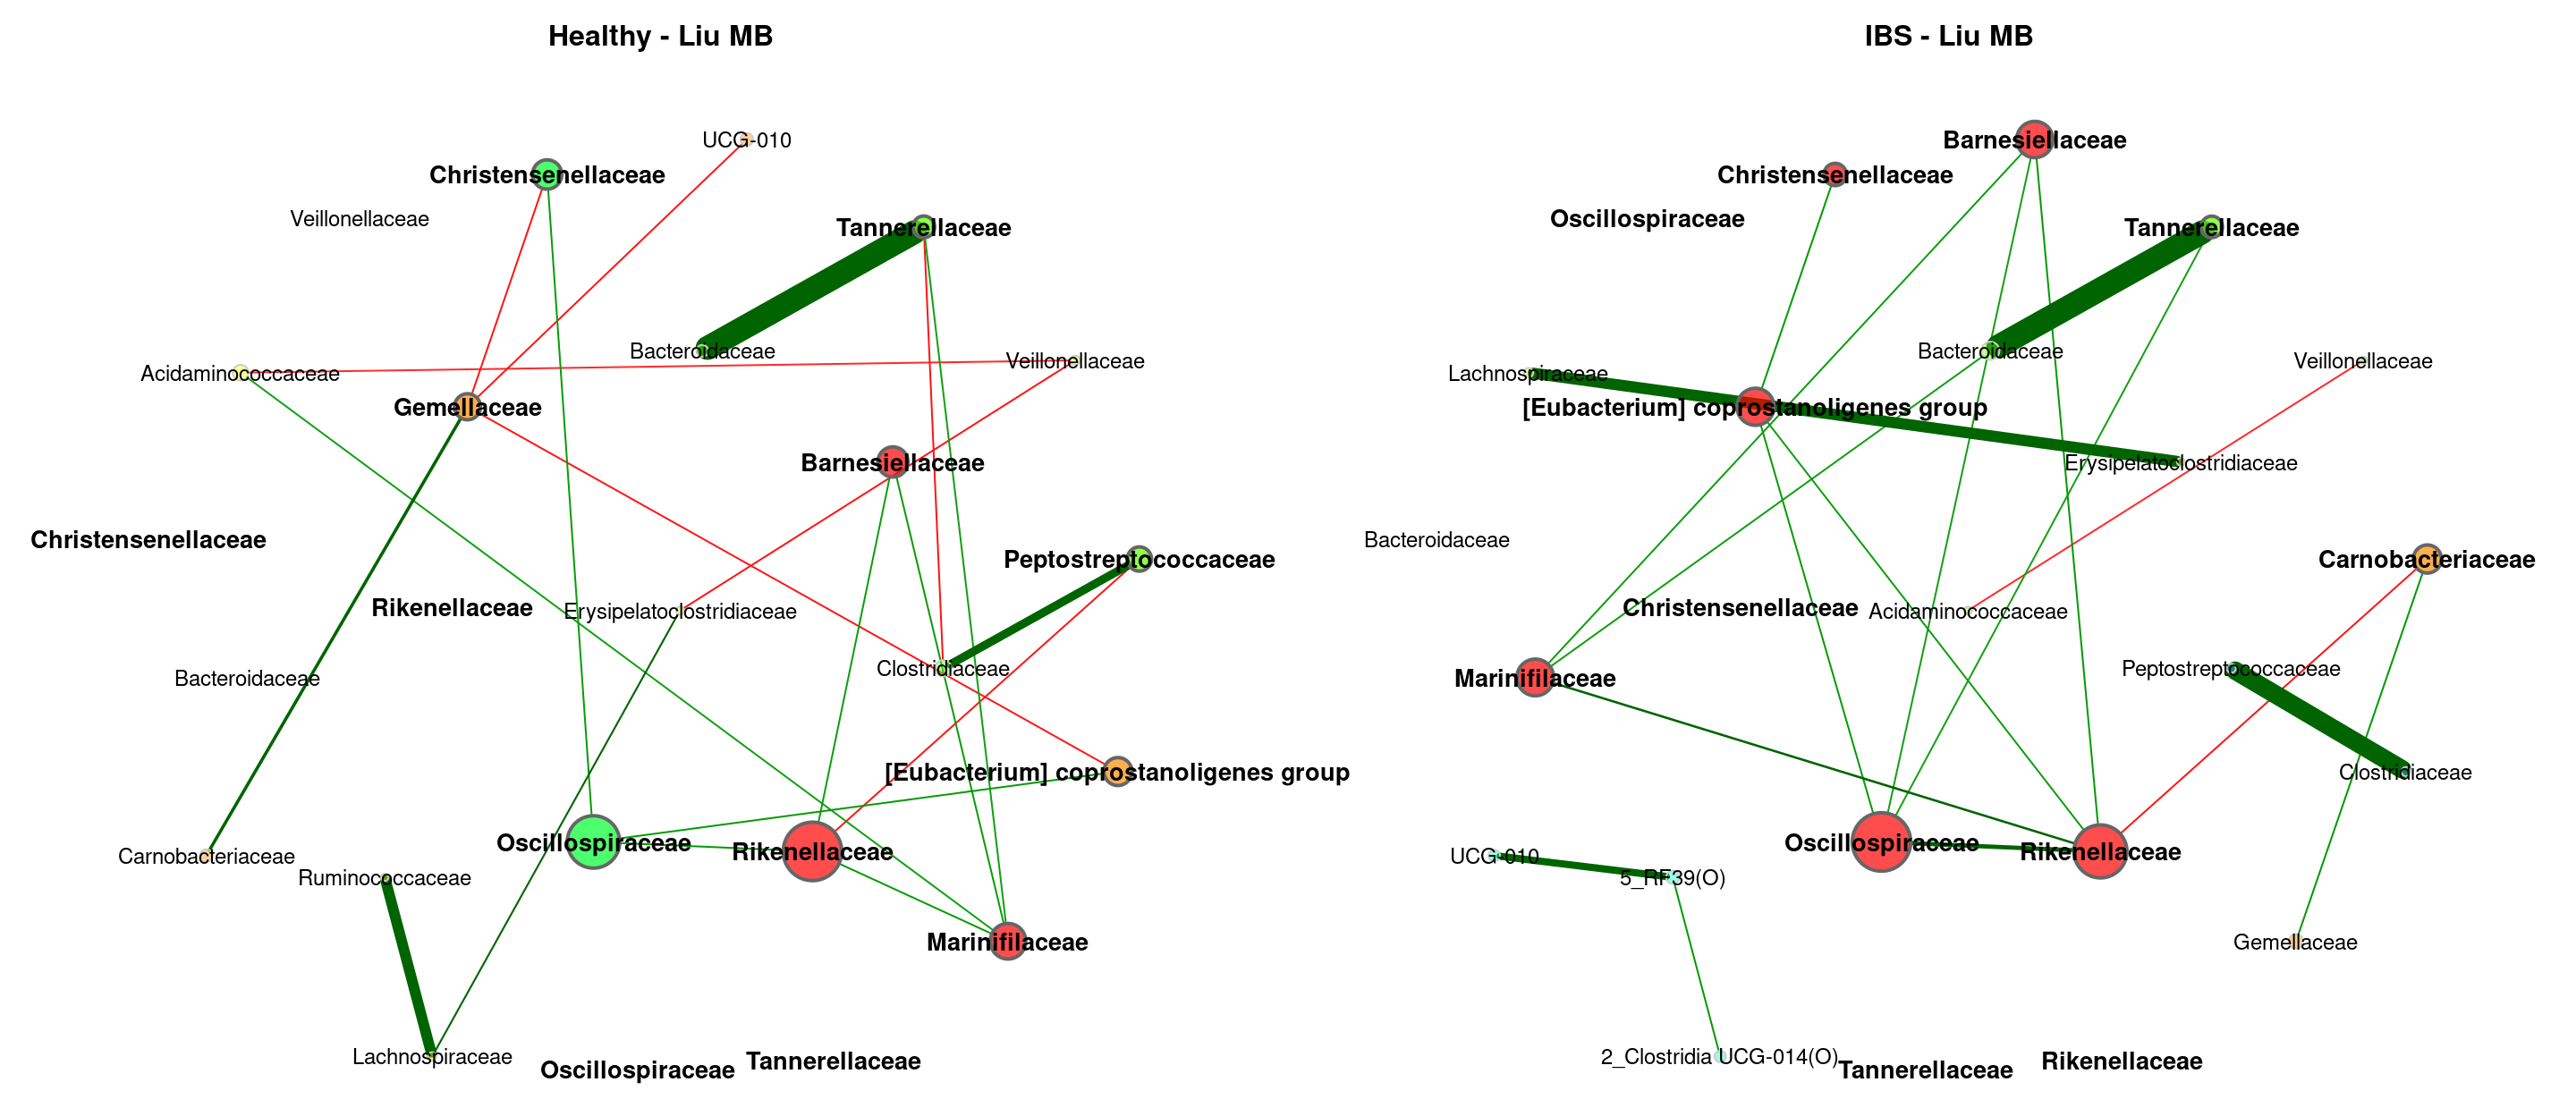 Healthy - Liu MB
UCG-010
Christensenellaceae
Veillonellaceae
Tannerellaceae
Bacteroidaceae
Veillonellaceae
Acidaminococcaceae
Gemellaceae
Barnesiellaceae
Christensenellaceae
Peptostreptococcaceae
Rikenellaceae
Erysipelatoclostridiaceae
Clostridiaceae
Bacteroidaceae
[Eubacterium] coprostanoligenes group
Oscillospiraceae
Rikenellaceae
Carnobacteriaceae
Ruminococcaceae
Marinifilaceae
Lachnospiraceae
Oscillospiraceae
Tannerellaceae
IBS - Liu MB
Barnesiellaceae
Christensenellaceae
Oscillospiraceae
Tannerellaceae
Bacteroidaceae
Veillonellaceae
Lachnospiraceae
[Eubacterium] coprostanoligenes group
Erysipelatoclostridiaceae
Bacteroidaceae
Carnobacteriaceae
Christensenellaceae
Acidaminococcaceae
Marinifilaceae
Peptostreptococcaceae
Clostridiaceae
Oscillospiraceae
Rikenellaceae
UCG-010
5_RF39(O)
Gemellaceae
2_Clostridia UCG-014(O)
Tannerellaceae
Rikenellaceae